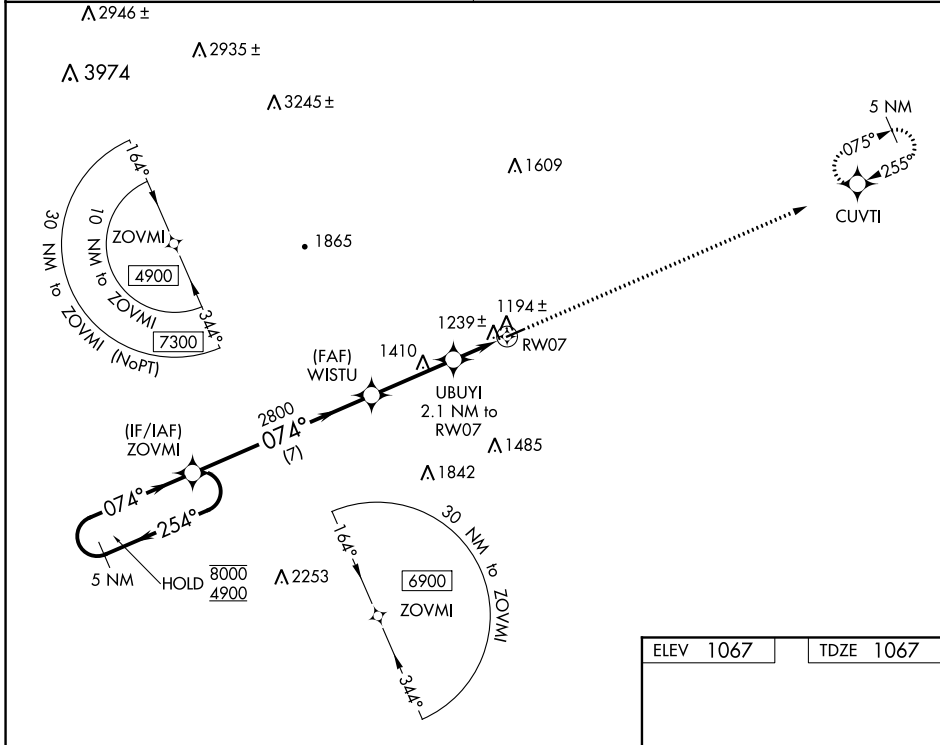 2946 ±
2935 ±
3974
3245 ±
5 NM
075°
255°
CUVTI
1609
164°
ZOVMI
4900
10 NM to ZOVMI
7300
30 NM to ZOVMI (NoPT)
344°
1865
1194 ±
1239 ±
RW07
1410
(FAF)
WISTU
UBUYI
2.1 NM to
RW07
2800
074°
(7)
(IF/IAF)
ZOVMI
1485
1842
074°
254°
5 NM
HOLD
8000
4900
2253
164°
30 NM to ZOVMI
6900
ZOVMI
344°
ELEV 1067
TDZE 1067